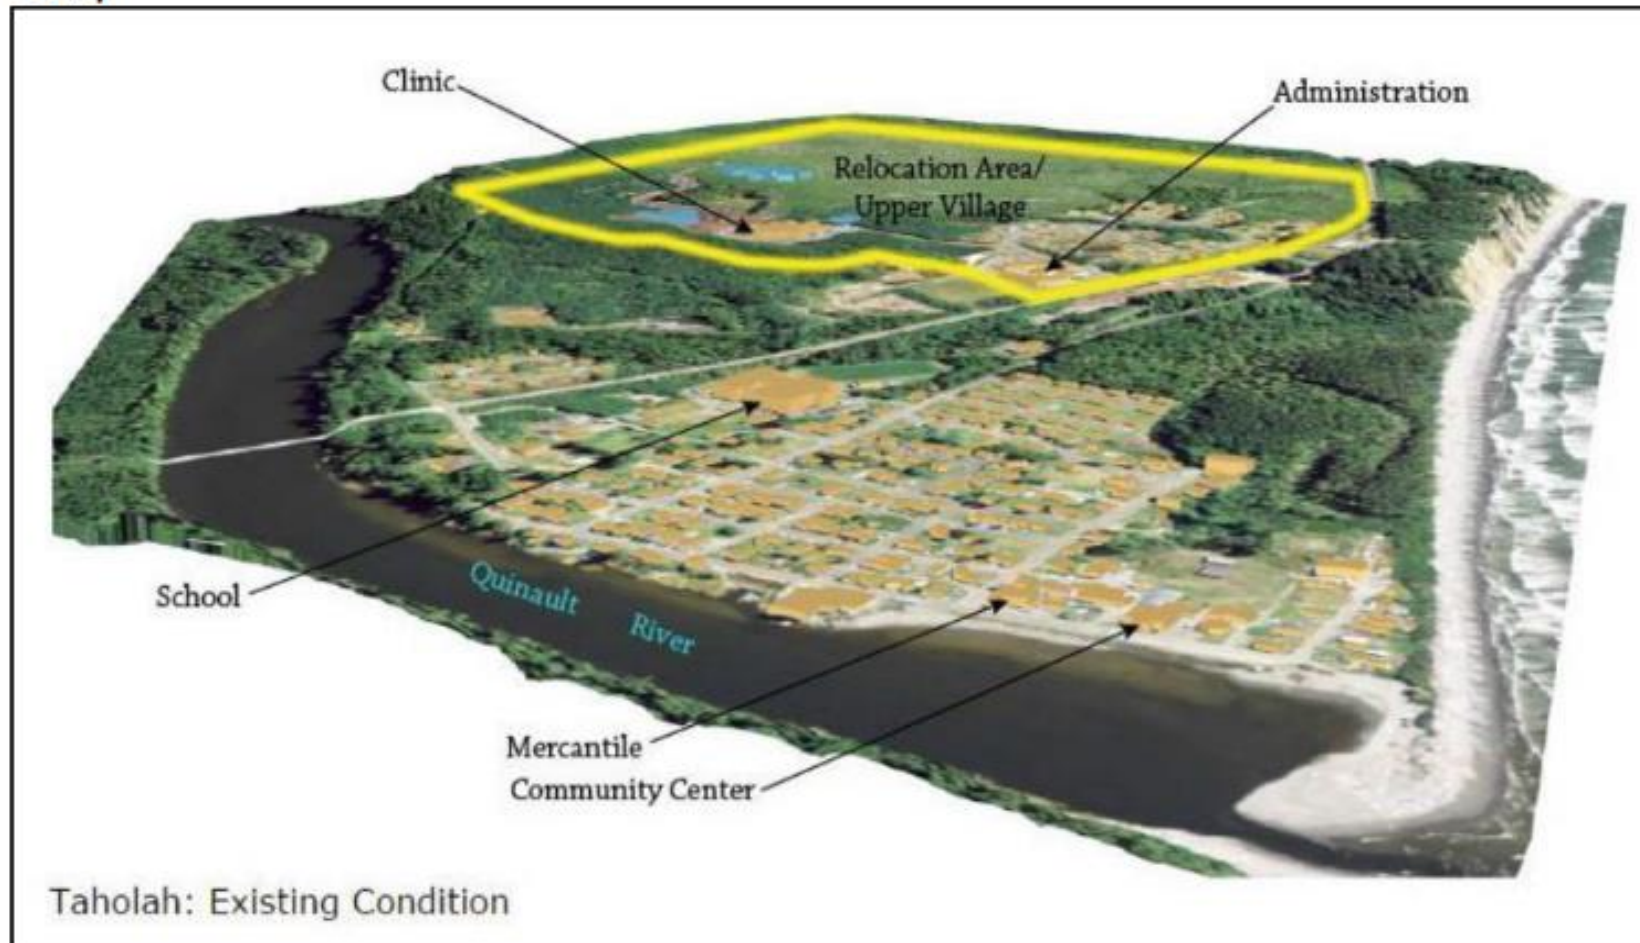 Clinic
Administration
Relocation Area/
Upper Village
School
Quinault River
Mercantile
Community Center
Taholah: Existing Condition